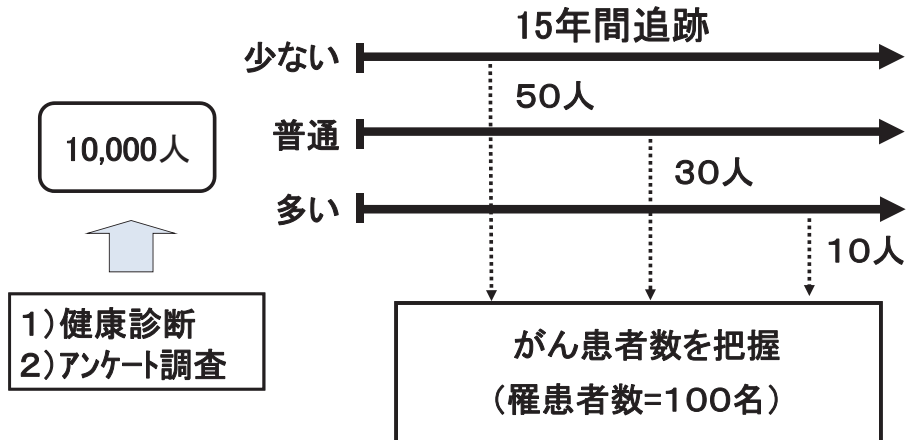 15年間追跡
少ない
50人
普通
10,000人
30人
多い
10人
1)健康診断
2)アンケート調査
がん患者数を把握
(罹患者数=100名)